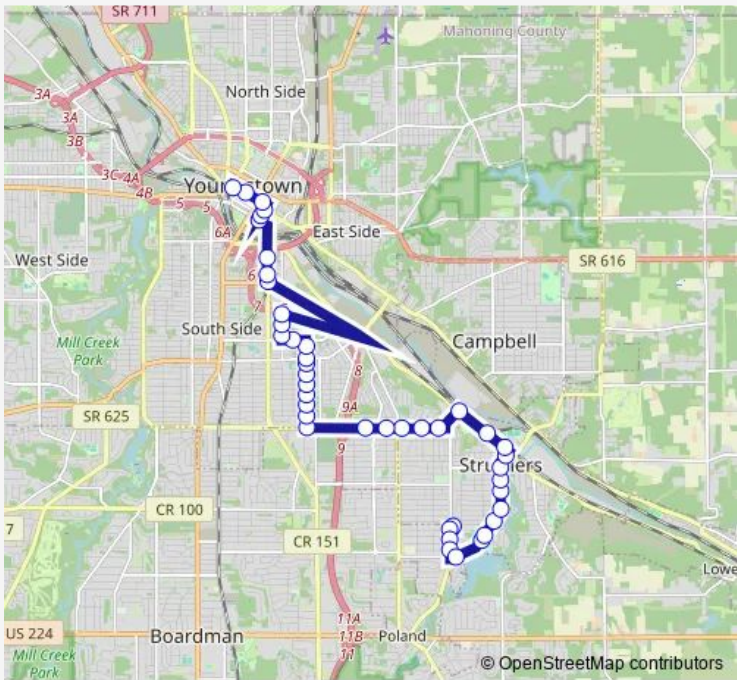 SR 711
Mahoning County
3A
3A
3B
North Side
3C
4A
4B
5
5
Youngstown
6A
East Side
West Side
SR 616
6
7
South Side
Campbell
Mill Creek
Park
8
SR 625
9A
9
Struthers
CR 100
7
CR 151
Lowe
11A
11B
11
US 224
Boardman
Poland
Mill Creek
Park
© OpenStreetMap contributors